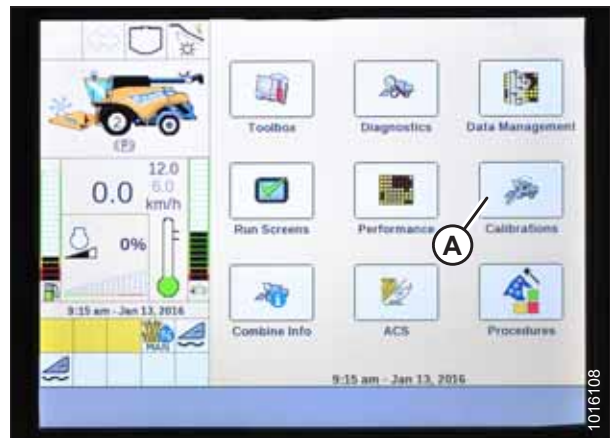 2
(P)
12.0
0.0 6.0
km/h
0%
9:15 am - Jan 13, 2016
MAN
Toolbox Diagnostics Data Management
Run Screens Performance Calibrations
A
Combine Info ACS Procedures
9:15 am - Jan 13, 2016
1016108